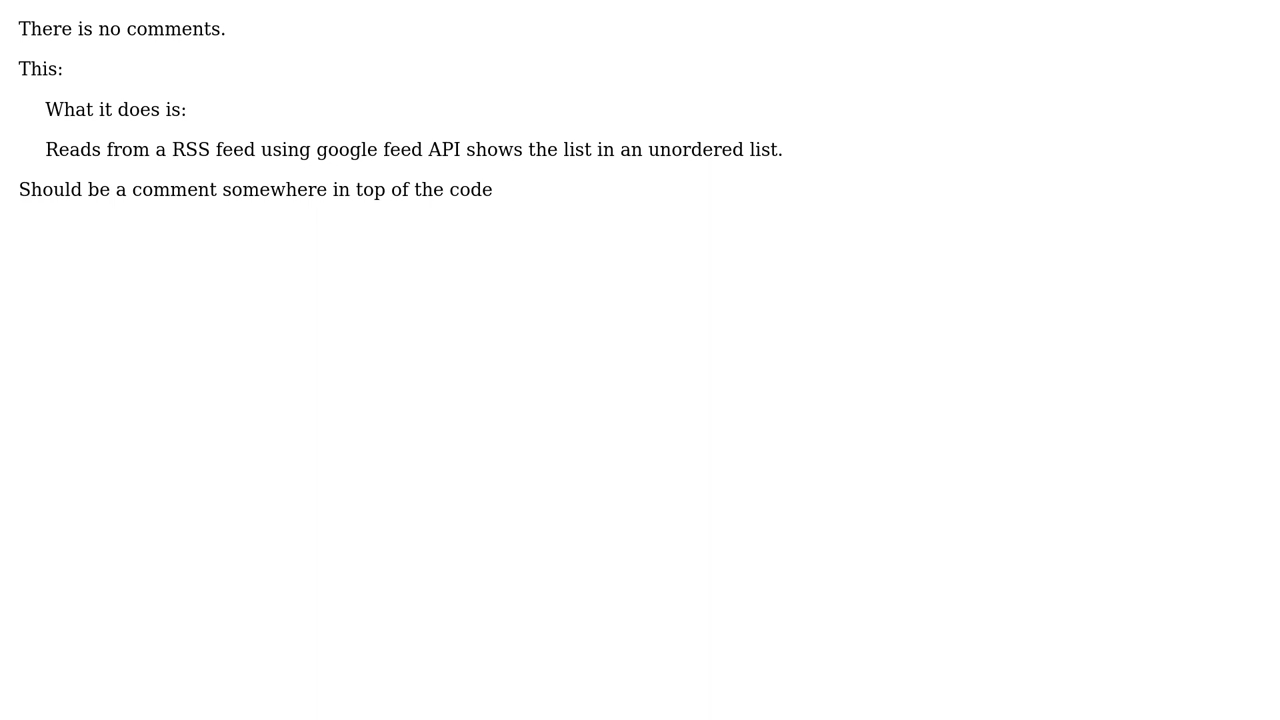 There is no comments.
This:
What it does is:
Reads from a RSS feed using google feed API shows the list in an unordered list.
Should be a comment somewhere in top of the code